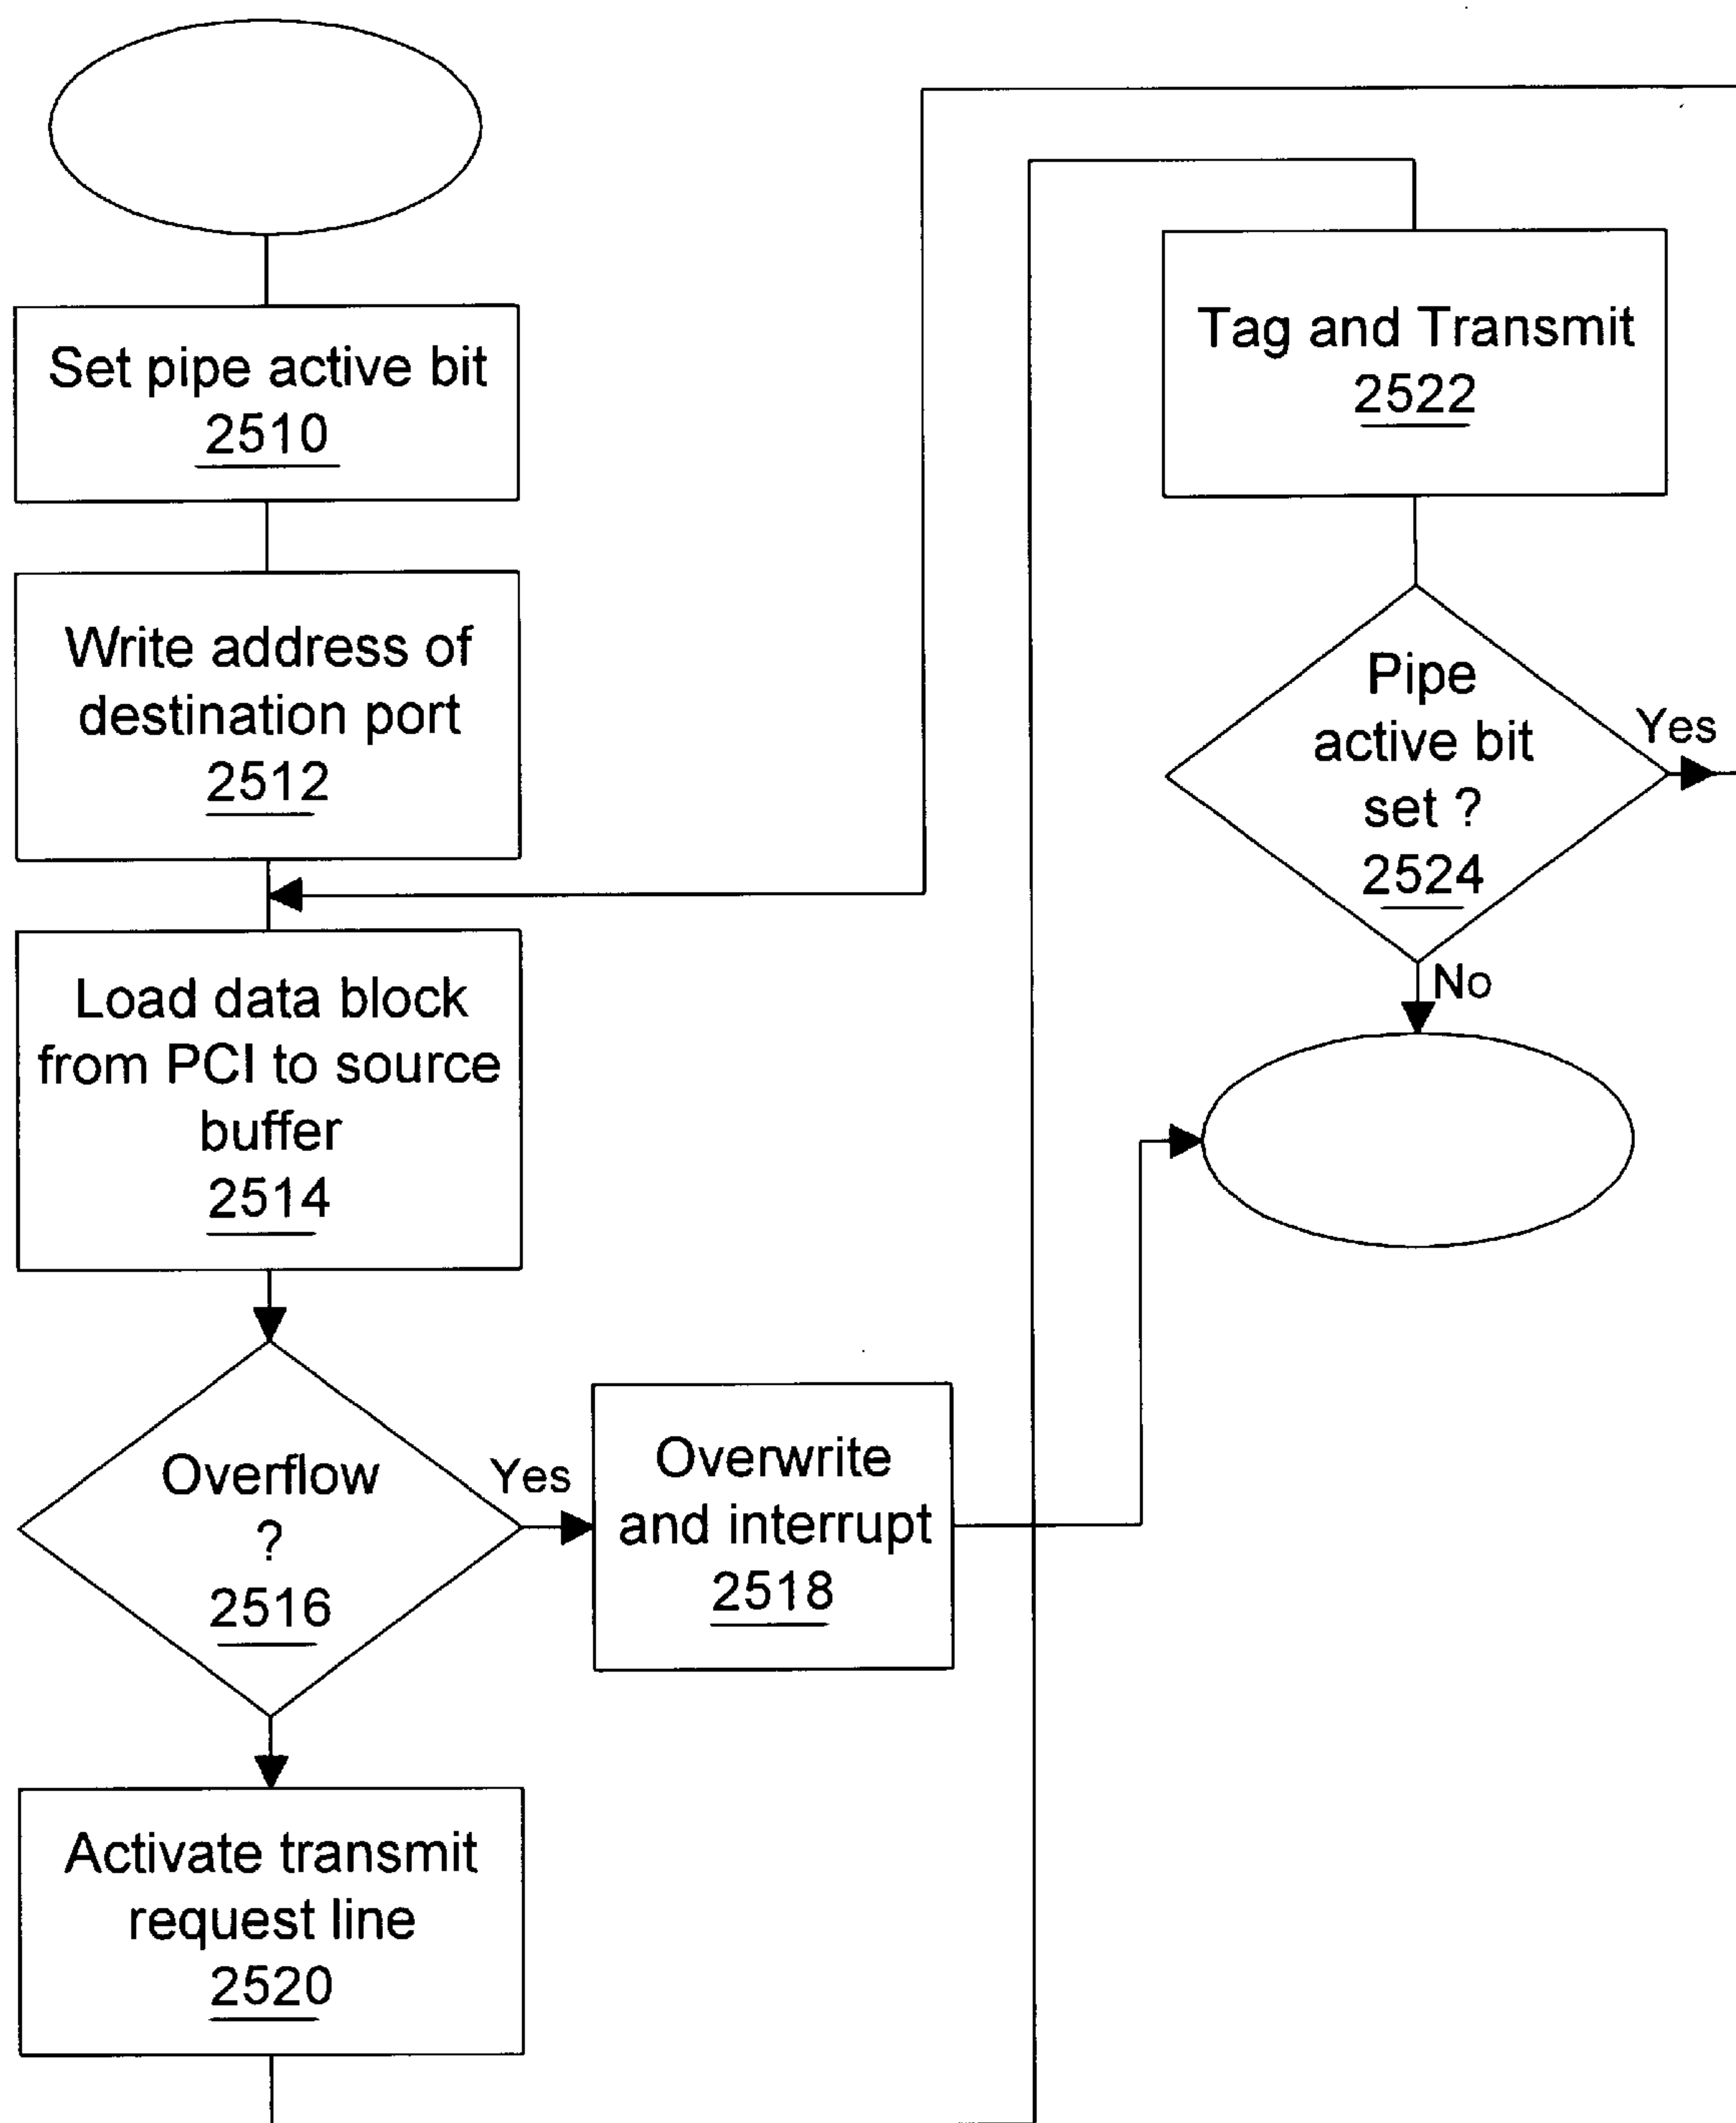 Set pipe active bit
2510
Write address of
destination port
2512
Load data block
from PCI to source
buffer
2514
Overflow
?
2516
Yes
Overwrite
and interrupt
2518
Activate transmit
request line
2520
Tag and Transmit
2522
Pipe
active bit
set ?
2524
Yes
No